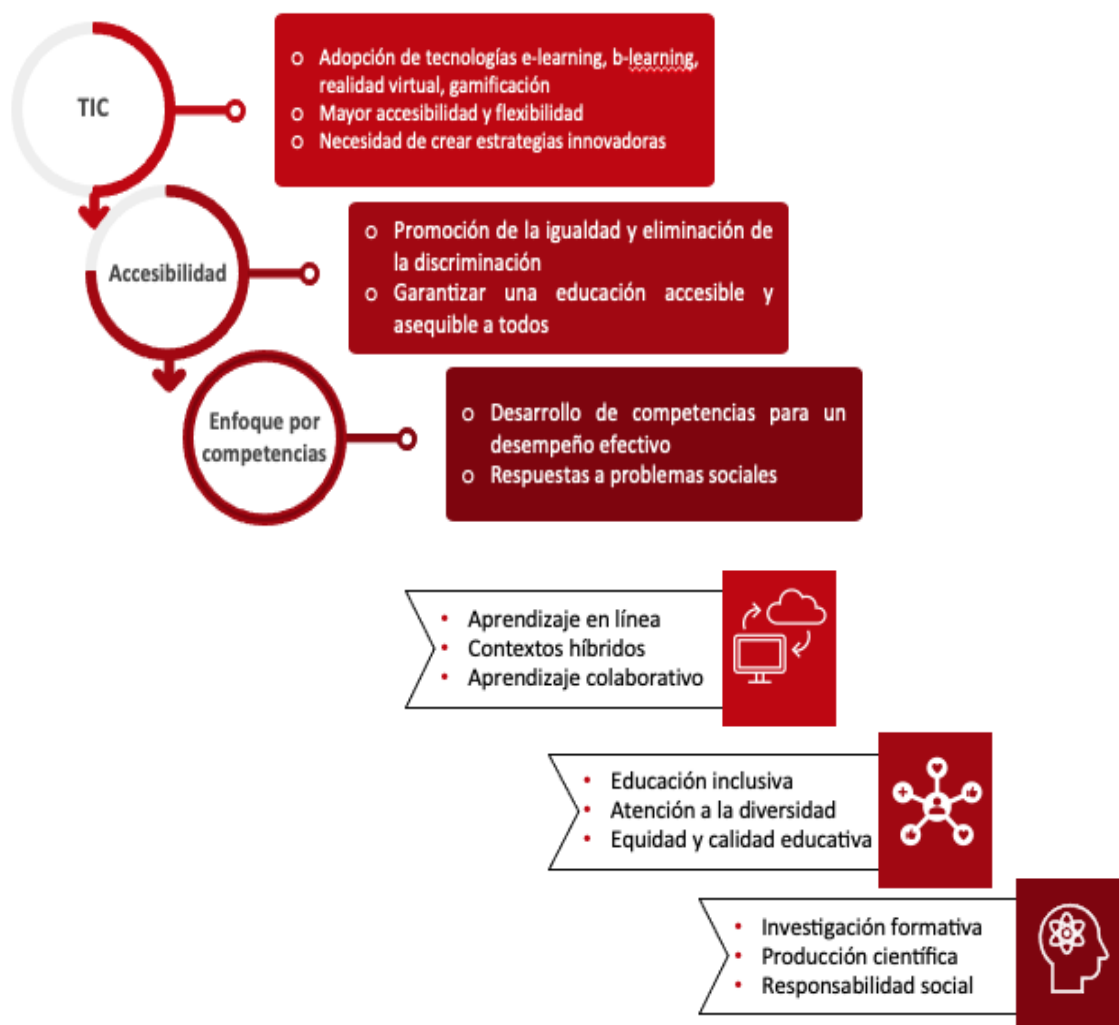 TIC
o Adopción de tecnologías e-learning, b-learning,
realidad virtual, gamificación
o Mayor accesibilidad y flexibilidad
o Necesidad de crear estrategias innovadoras
Accesibilidad
o Promoción de la igualdad y eliminación de
la discriminación
o Garantizar una educación accesible y
asequible a todos
Enfoque por
competencias
o Desarrollo de competencias para un
desempeño efectivo
o Respuestas a problemas sociales
• Aprendizaje en línea
• Contextos híbridos
• Aprendizaje colaborativo
• Educación inclusiva
• Atención a la diversidad
• Equidad y calidad educativa
• Investigación formativa
• Producción científica
• Responsabilidad social